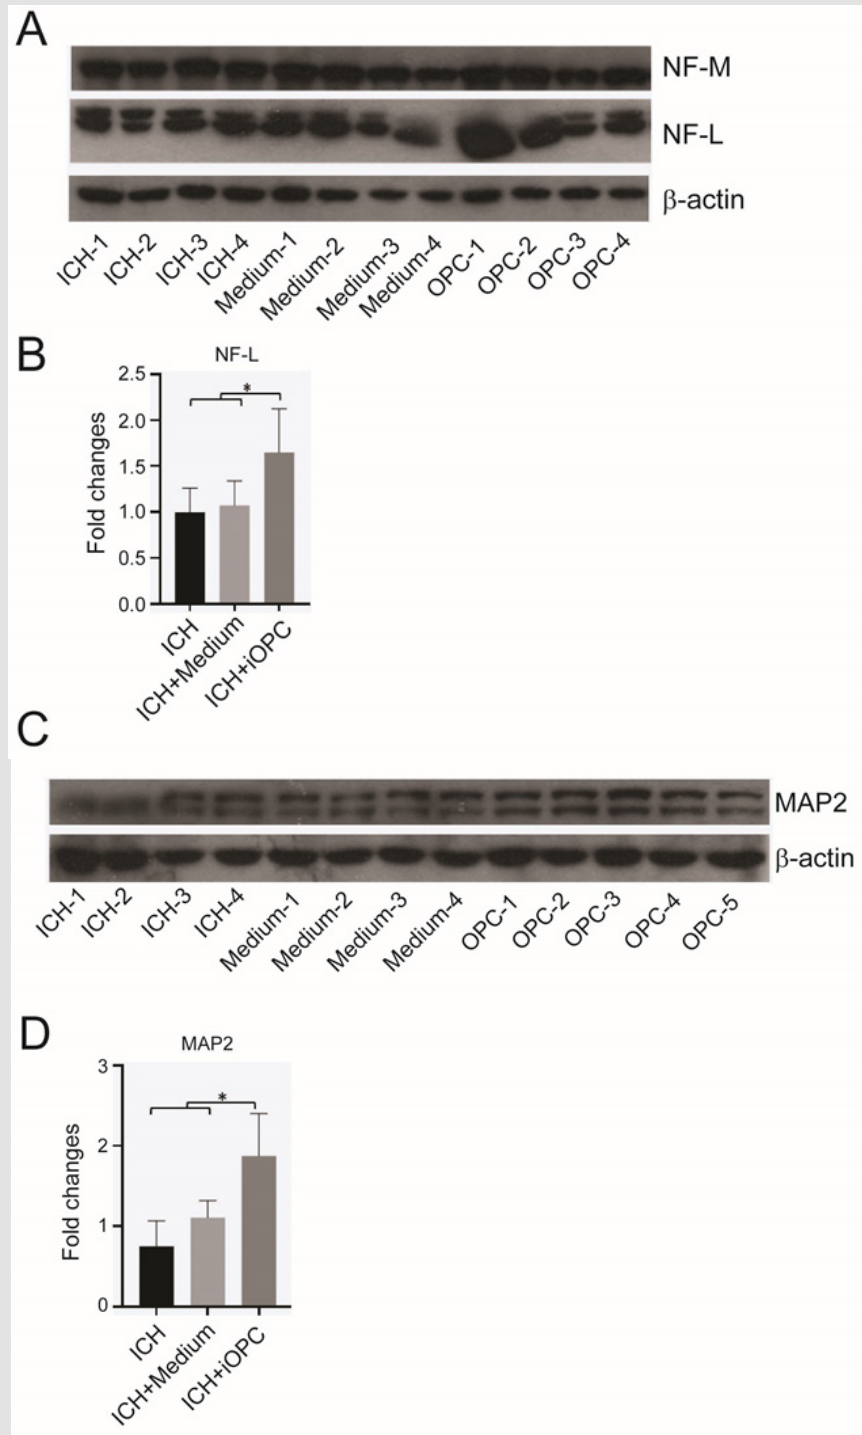 A
NF-M
NF-L
β-actin
ICH-1 ICH-2 ICH-3 ICH-4 Medium-1 Medium-2 Medium-3 Medium-4 OPC-1 OPC-2 OPC-3 OPC-4
B
NF-L
Fold changes
2.5
*
2.0
1.5
1.0
0.5
0.0
ICH ICH+Medium ICH+iOPC
C
MAP2
β-actin
ICH-1 ICH-2 ICH-3 ICH-4 Medium-1 Medium-2 Medium-3 Medium-4 OPC-1 OPC-2 OPC-3 OPC-4 OPC-5
D
MAP2
Fold changes
3
*
2
1
0
ICH ICH+Medium ICH+iOPC